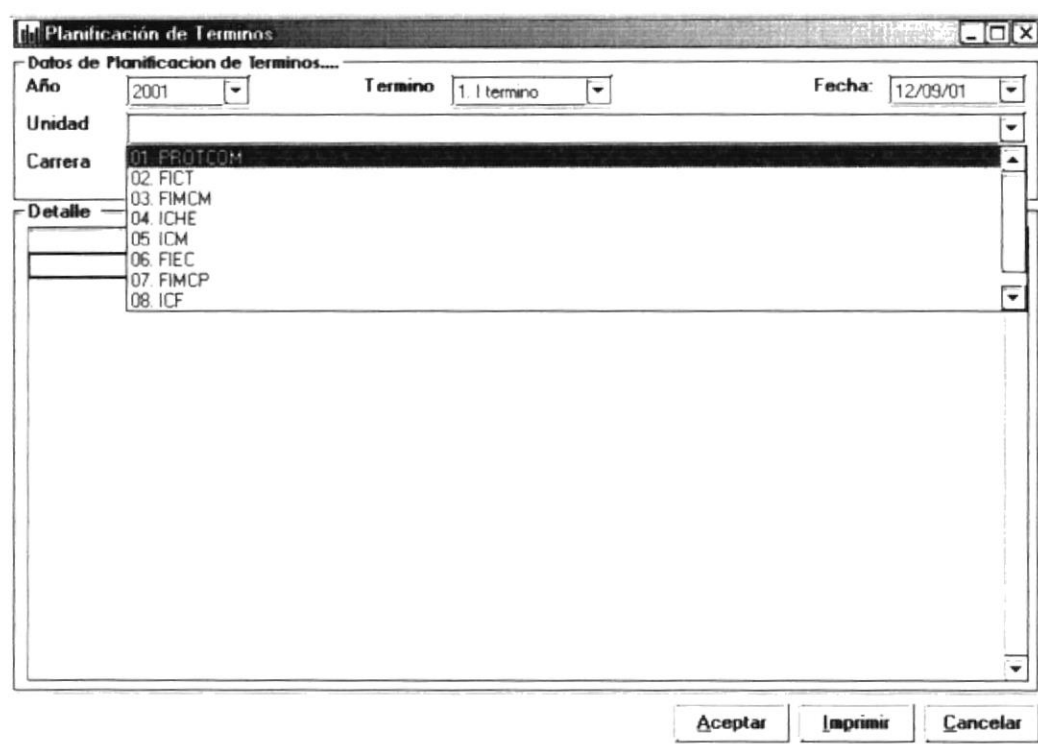 Planificación de Terminos
Datos de Planificacion de Terminos....
Año 2001 Termino 1. I termino Fecha: 12/09/01
Unidad
Carrera
01. PROTCOM
02. FICT
03. FIMCM
04. ICHE
05 ICM
06. FIEC
07. FIMCP
08. ICF
Detalle
Aceptar Imprimir Cancelar